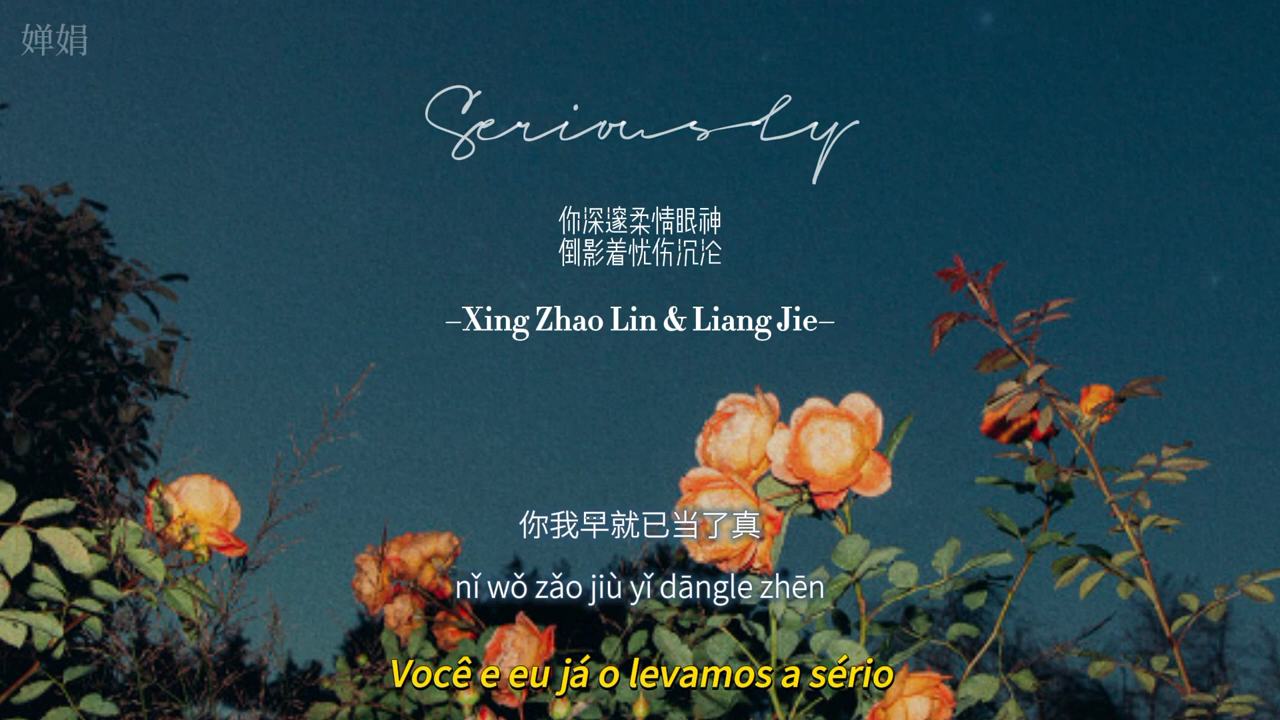 婵娟
Seriously
你深邃柔情眼神
倒影着忧伤沉沦
–Xing Zhao Lin & Liang Jie–
你我早就已当了真
nǐ wǒ zǎo jiù yǐ dāngle zhēn
Você e eu já o levamos a sério